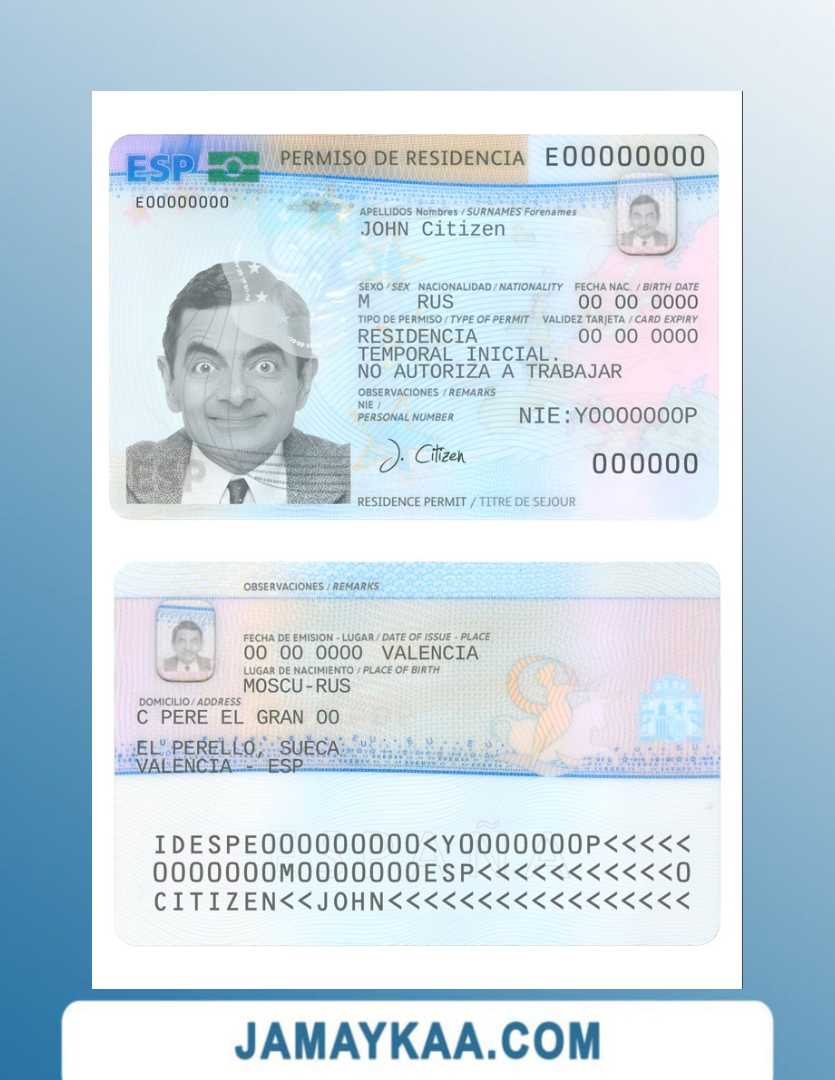 ESP
PERMISO DE RESIDENCIA
E00000000
E00000000
APELLIDOS Nombres / SURNAMES Forenames
JOHN Citizen
SEXO / SEX NACIONALIDAD / NATIONALITY FECHA NAC. / BIRTH DATE
M RUS 00 00 0000
TIPO DE PERMISO / TYPE OF PERMIT VALIDEZ TARJETA / CARD EXPIRY
RESIDENCIA 00 00 0000
TEMPORAL INICIAL.
NO AUTORIZA A TRABAJAR
OBSERVACIONES / REMARKS
NIE /
PERSONAL NUMBER NIE:Y0000000P
J. Citizen
000000
ESP
RESIDENCE PERMIT / TITRE DE SEJOUR
OBSERVACIONES / REMARKS
FECHA DE EMISION - LUGAR / DATE OF ISSUE - PLACE
00 00 0000 VALENCIA
LUGAR DE NACIMIENTO / PLACE OF BIRTH
MOSCU-RUS
DOMICILIO / ADDRESS
C PERE EL GRAN 00
EL PERELLO, SUECA
VALENCIA - ESP
ESPAÑA
IDESPE000000000<Y0000000P<<<<<
0000000M0000000ESP<<<<<<<<<<<0
CITIZEN<<JOHN<<<<<<<<<<<<<<<<<
JAMAYKAA.COM